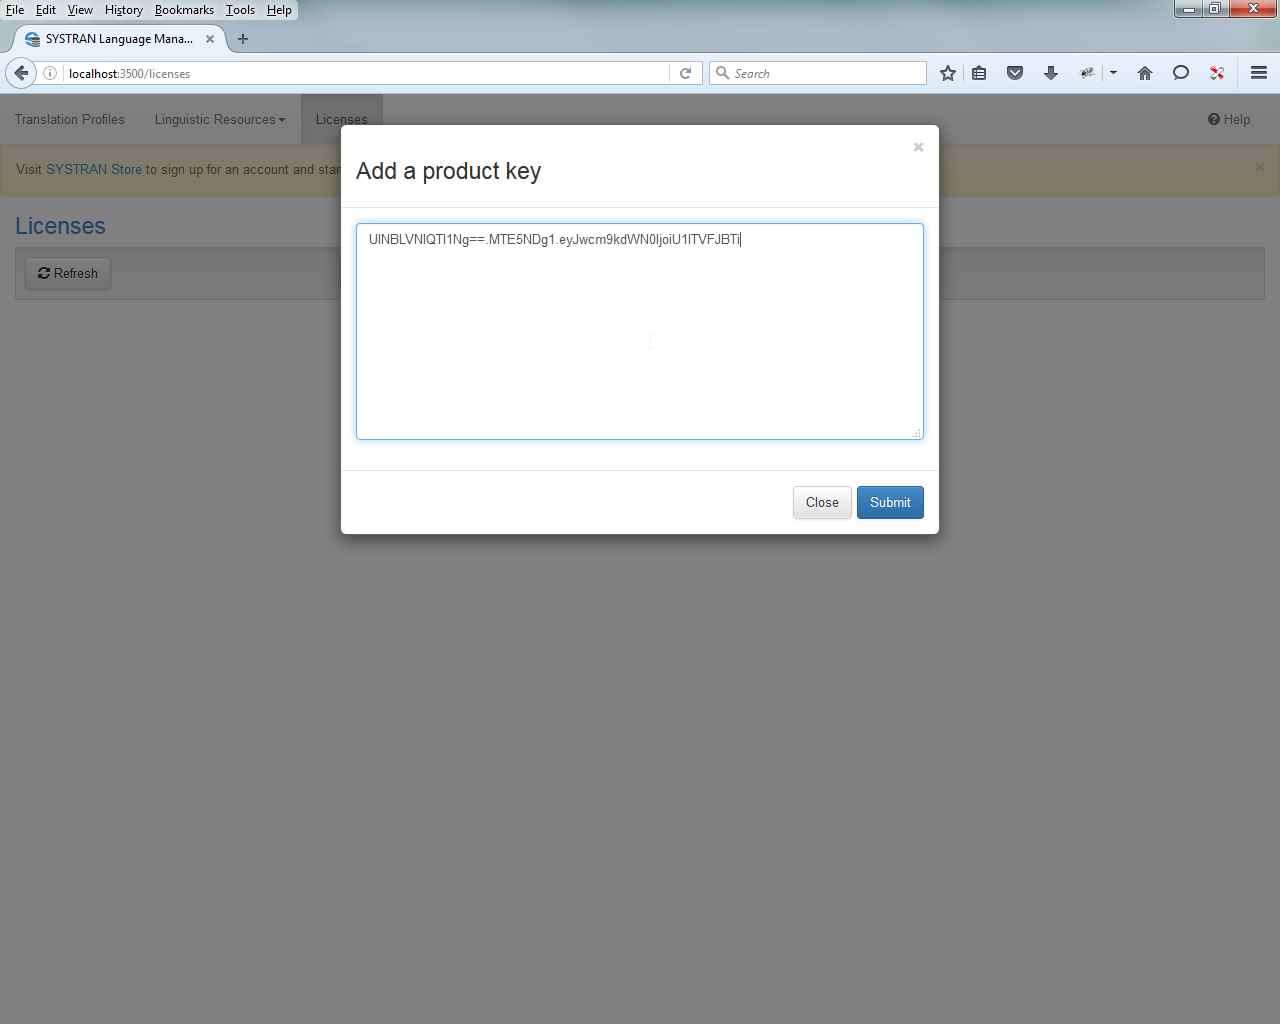 File Edit View History Bookmarks Tools Help
SYSTRAN Language Mana...
localhost:3500/licenses
Search
Translation Profiles Linguistic Resources Licenses Help
Visit SYSTRAN Store to sign up for an account and star
Licenses
Refresh
Add a product key
UlNBLVNlQTl1Ng==.MTE5NDg1.eyJwcm9kdWN0IjoiU1lTVFJBTi
Close Submit